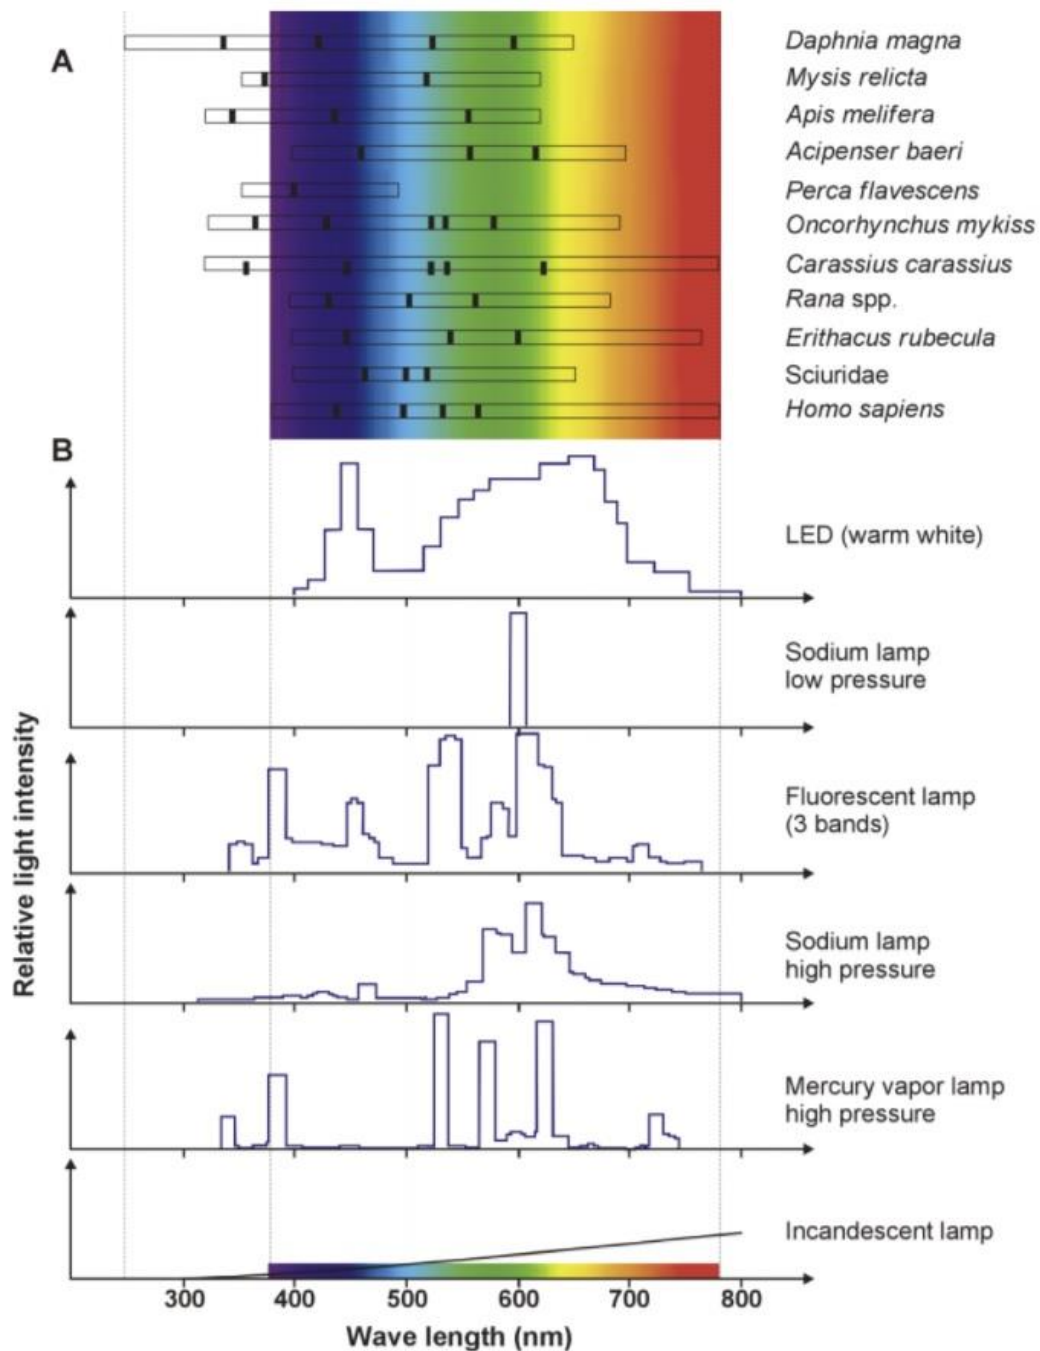 A
Daphnia magna
Mysis relicta
Apis melifera
Acipenser baeri
Perca flavescens
Oncorhynchus mykiss
Carassius carassius
Rana spp.
Erithacus rubecula
Sciuridae
Homo sapiens
B
LED (warm white)
Sodium lamp
low pressure
Fluorescent lamp
(3 bands)
Sodium lamp
high pressure
Mercury vapor lamp
high pressure
Incandescent lamp
Relative light intensity
300 400 500 600 700 800
Wave length (nm)